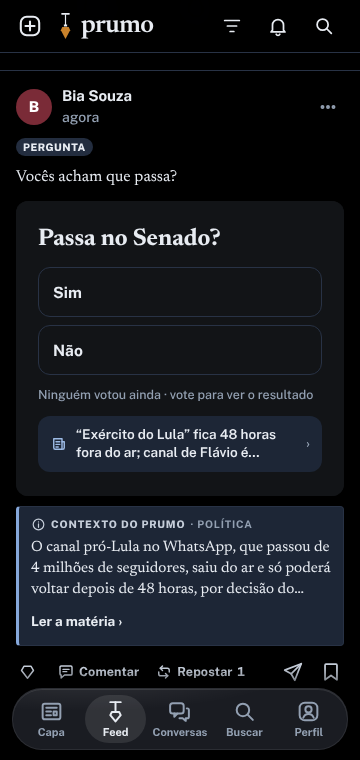 prumo
B
Bia Souza
agora
PERGUNTA
Vocês acham que passa?
Passa no Senado?
Sim
Não
Ninguém votou ainda · vote para ver o resultado
“Exército do Lula” fica 48 horas
fora do ar; canal de Flávio é...
›
CONTEXTO DO PRUMO · POLÍTICA
O canal pró-Lula no WhatsApp, que passou de
4 milhões de seguidores, saiu do ar e só poderá
voltar depois de 48 horas, por decisão do...
Ler a matéria ›
Comentar
Repostar 1
Capa
Feed
Conversas
Buscar
Perfil